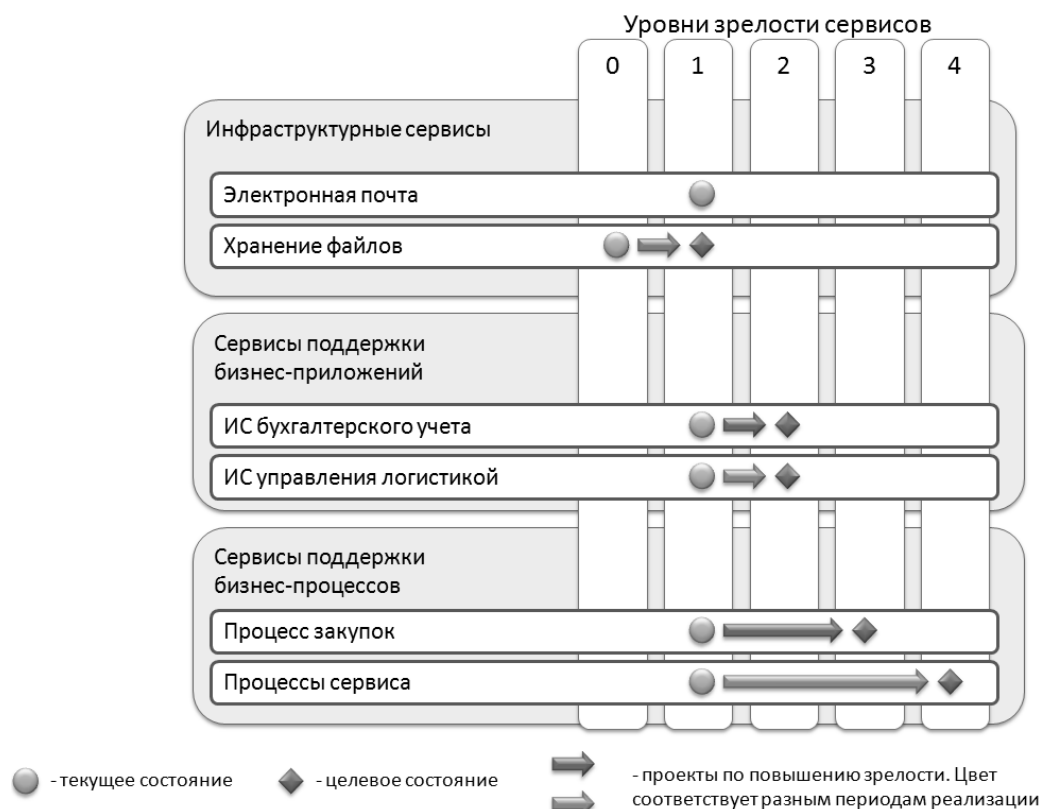 Уровни зрелости сервисов
0 1 2 3 4
Инфраструктурные сервисы
Электронная почта
Хранение файлов
Сервисы поддержки
бизнес-приложений
ИС бухгалтерского учета
ИС управления логистикой
Сервисы поддержки
бизнес-процессов
Процесс закупок
Процессы сервиса
- текущее состояние
- целевое состояние
- проекты по повышению зрелости. Цвет
соответствует разным периодам реализации